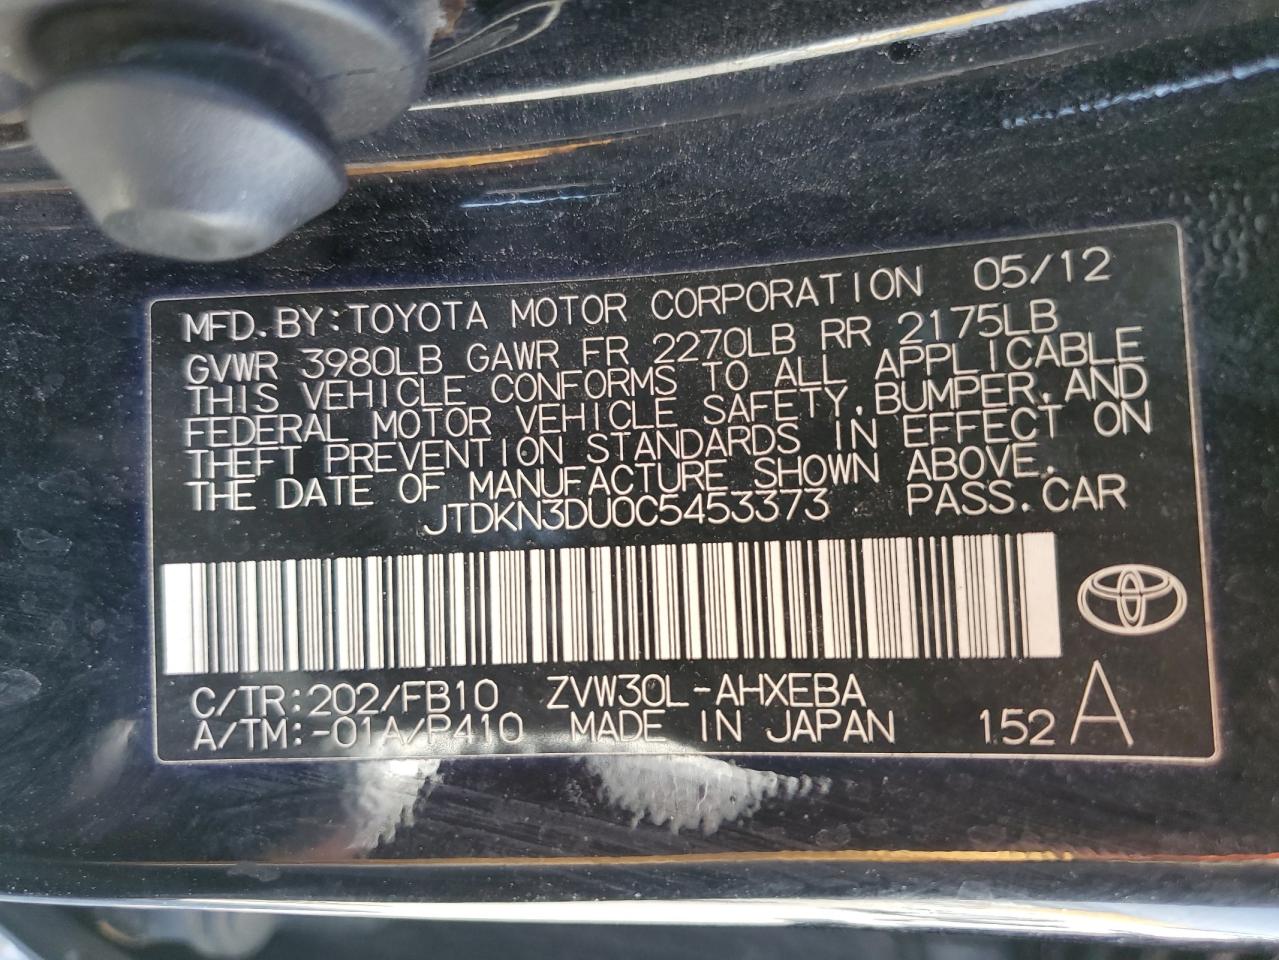 MFD.BY:TOYOTA MOTOR CORPORATION 05/12
GVWR 3980LB GAWR FR 2270LB RR 2175LB
THIS VEHICLE CONFORMS TO ALL APPLICABLE
FEDERAL MOTOR VEHICLE SAFETY,BUMPER,AND
THEFT PREVENTION STANDARDS IN EFFECT ON
THE DATE OF MANUFACTURE SHOWN ABOVE.
JTDKN3DU0C5453373 PASS.CAR
C/TR:202/FB10 ZVW30L-AHXEBA
A/TM:-01A/P410 MADE IN JAPAN 152 A